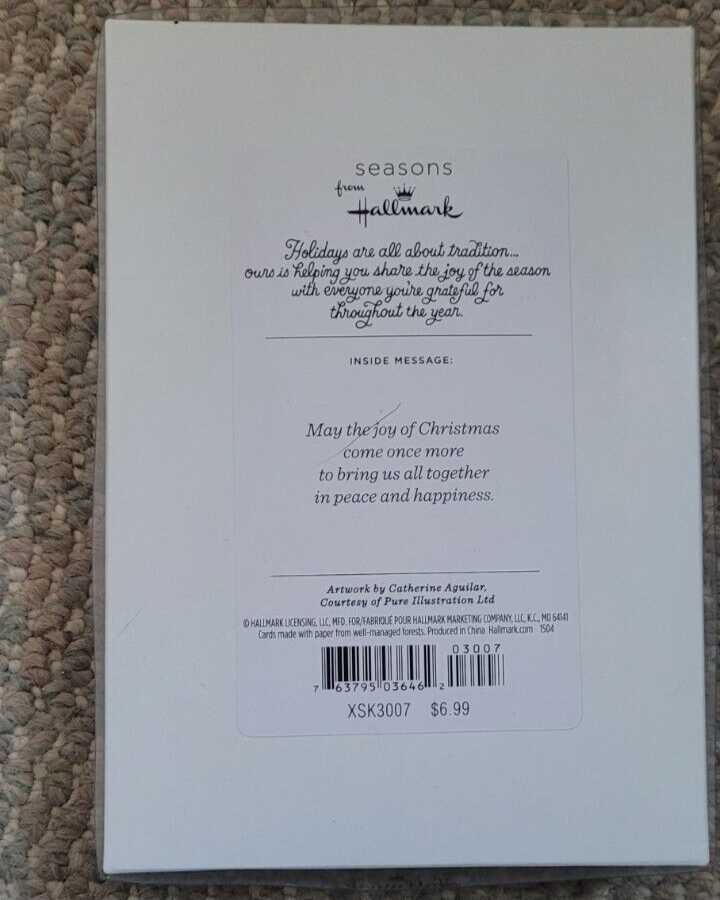 seasons
from
Hallmark
Holidays are all about tradition...
ours is helping you share the joy of the season
with everyone you're grateful for
throughout the year.
INSIDE MESSAGE:
May the joy of Christmas
come once more
to bring us all together
in peace and happiness.
Artwork by Catherine Aguilar,
Courtesy of Pure Illustration Ltd
© HALLMARK LICENSING, LLC, MFD. FOR/FABRIQUÉ POUR HALLMARK MARKETING COMPANY, LLC, K.C., MO 64141
Cards made with paper from well-managed forests. Produced in China Hallmark.com 1504
03007
7 63795 03646 2
XSK3007 $6.99